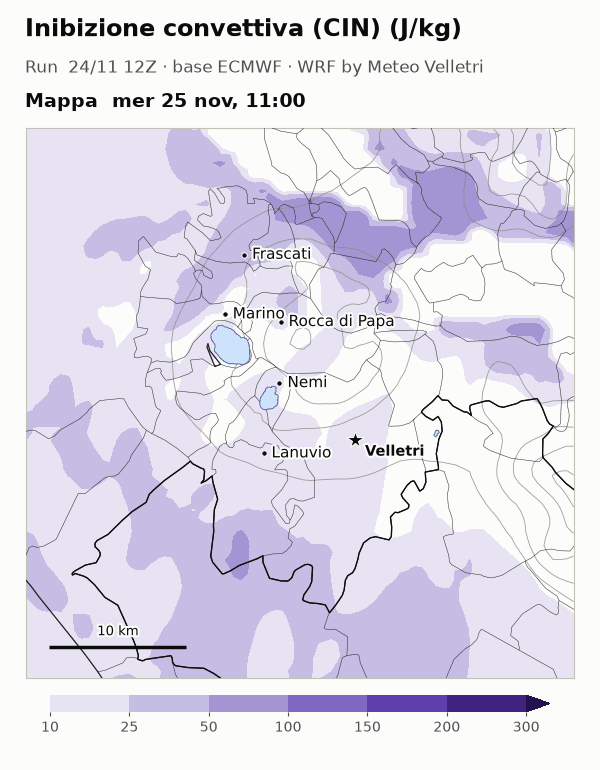 Inibizione convettiva (CIN) (J/kg)
Run  24/11 12Z · base ECMWF · WRF by Meteo Velletri
Mappa  mer 25 nov, 11:00
Frascati
Marino
Rocca di Papa
Nemi
Velletri
Lanuvio
10 km
10 25 50 100 150 200 300